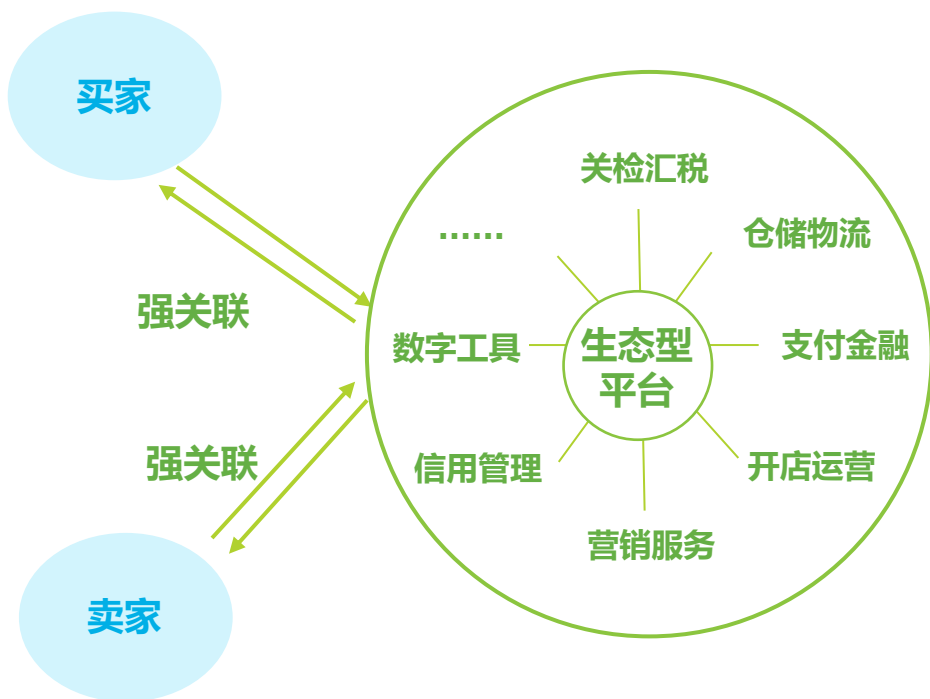 买家
关检汇税
......
仓储物流
强关联
数字工具
生态型
平台
支付金融
强关联
信用管理
开店运营
营销服务
卖家